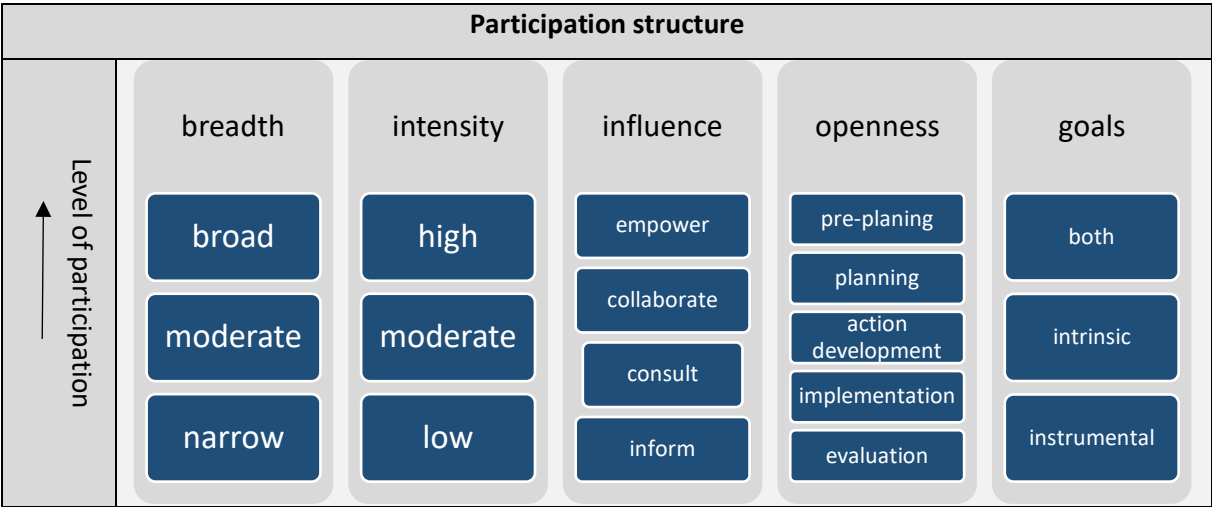 Participation structure
Level of participation
breadth
broad
moderate
narrow
intensity
high
moderate
low
influence
empower
collaborate
consult
inform
openness
pre-planing
planning
action
development
implementation
evaluation
goals
both
intrinsic
instrumental